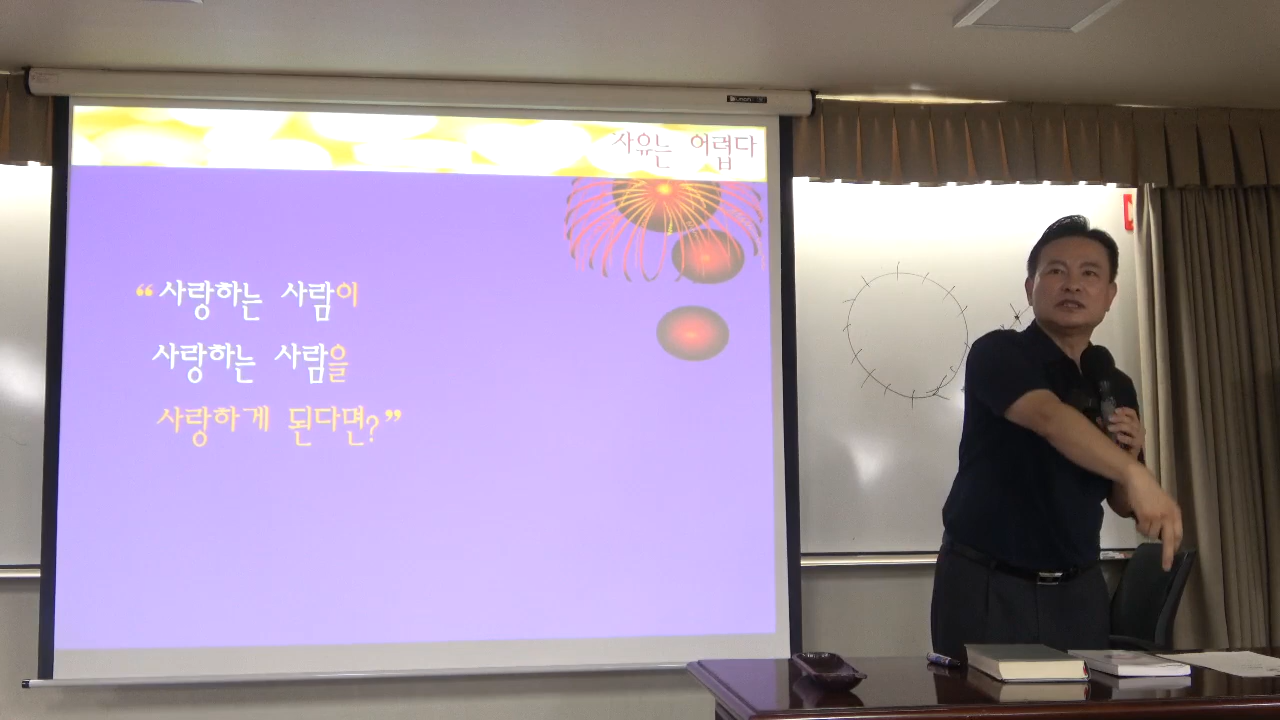 자유는 어렵다
“사랑하는 사람이
사랑하는 사람을
사랑하게 된다면?”